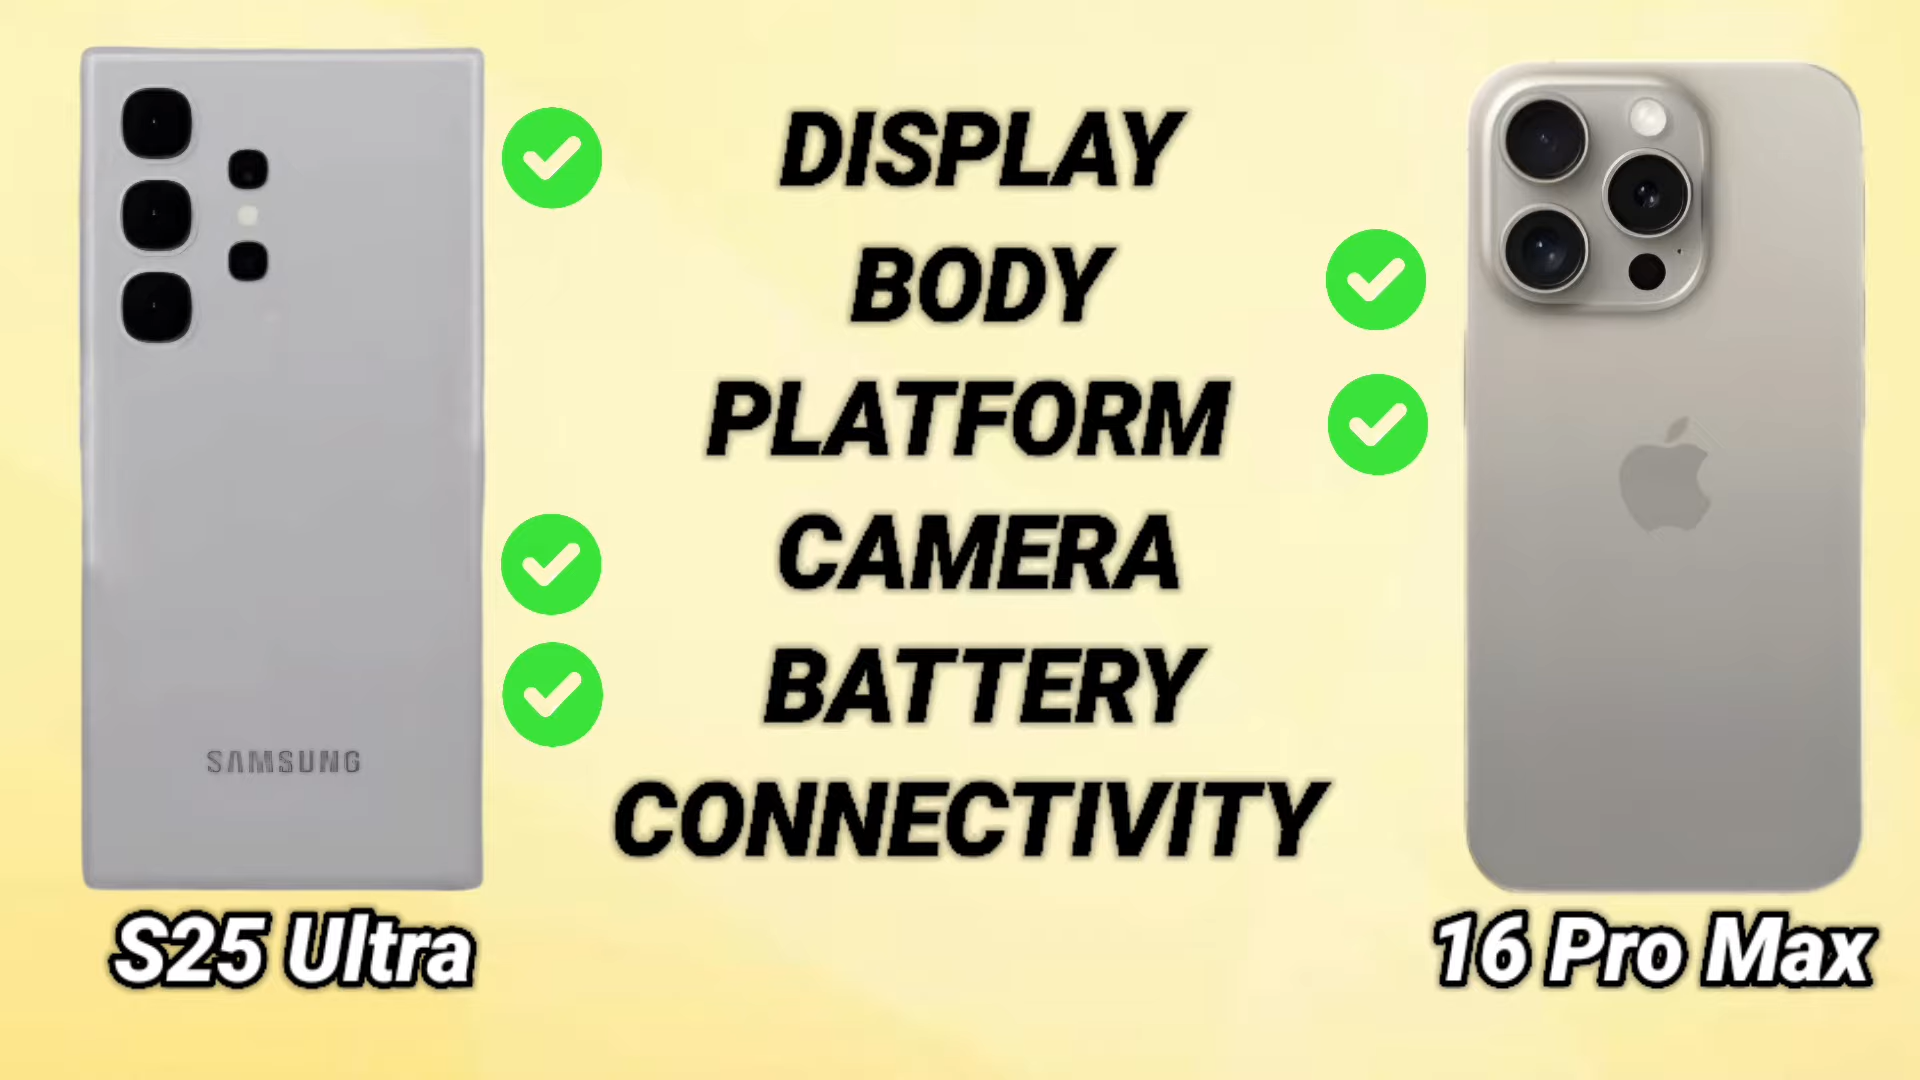 DISPLAY
BODY
PLATFORM
CAMERA
BATTERY
CONNECTIVITY
SAMSUNG
S25 Ultra
16 Pro Max